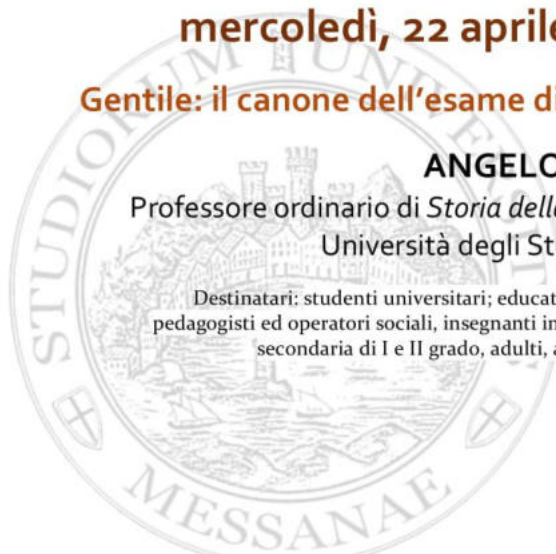 mercoledì, 22 aprile
Gentile: il canone dell’esame di
ANGELO
Professore ordinario di Storia della
Università degli St
Destinatari: studenti universitari; educat
pedagogisti ed operatori sociali, insegnanti in
secondaria di I e II grado, adulti, a
STUDIORUM UNIVERSIT
MESSANAE